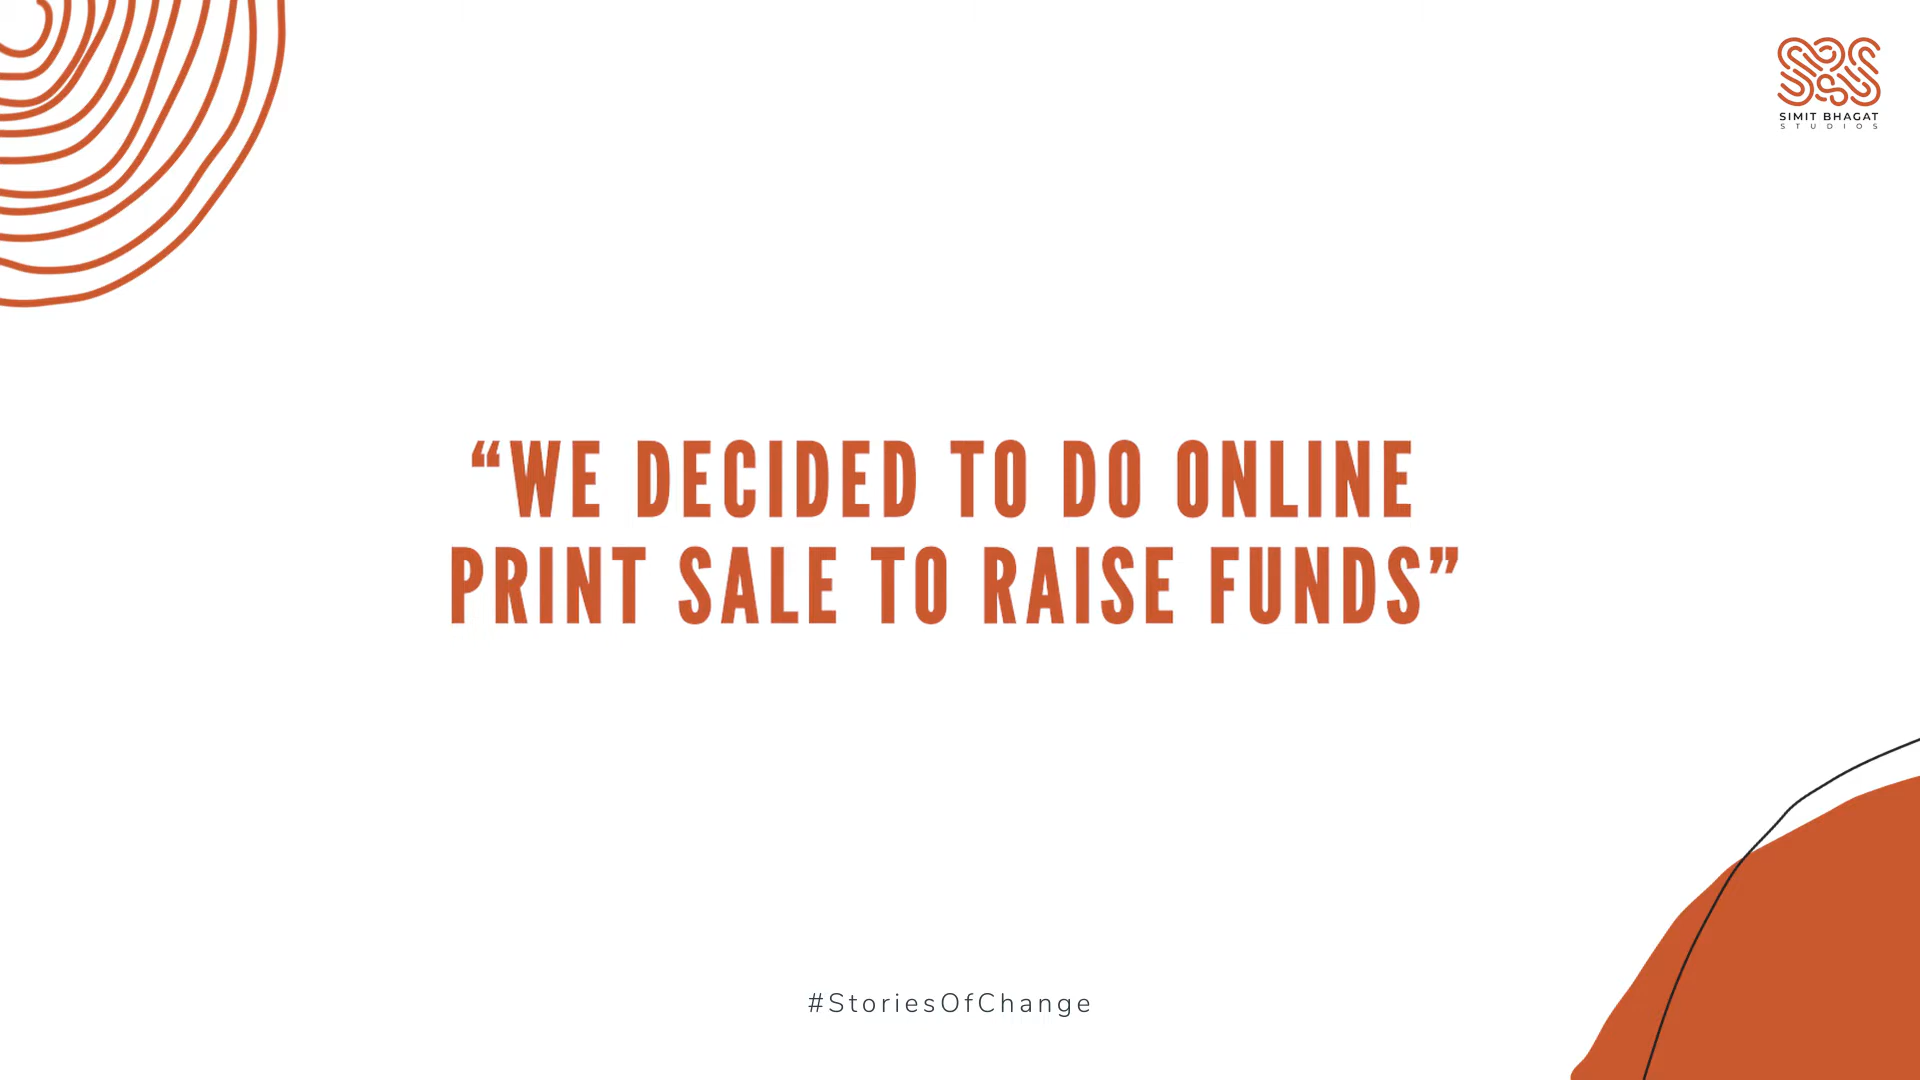 SIMIT BHAGAT
STUDIOS
“WE DECIDED TO DO ONLINE
PRINT SALE TO RAISE FUNDS”
#StoriesOfChange